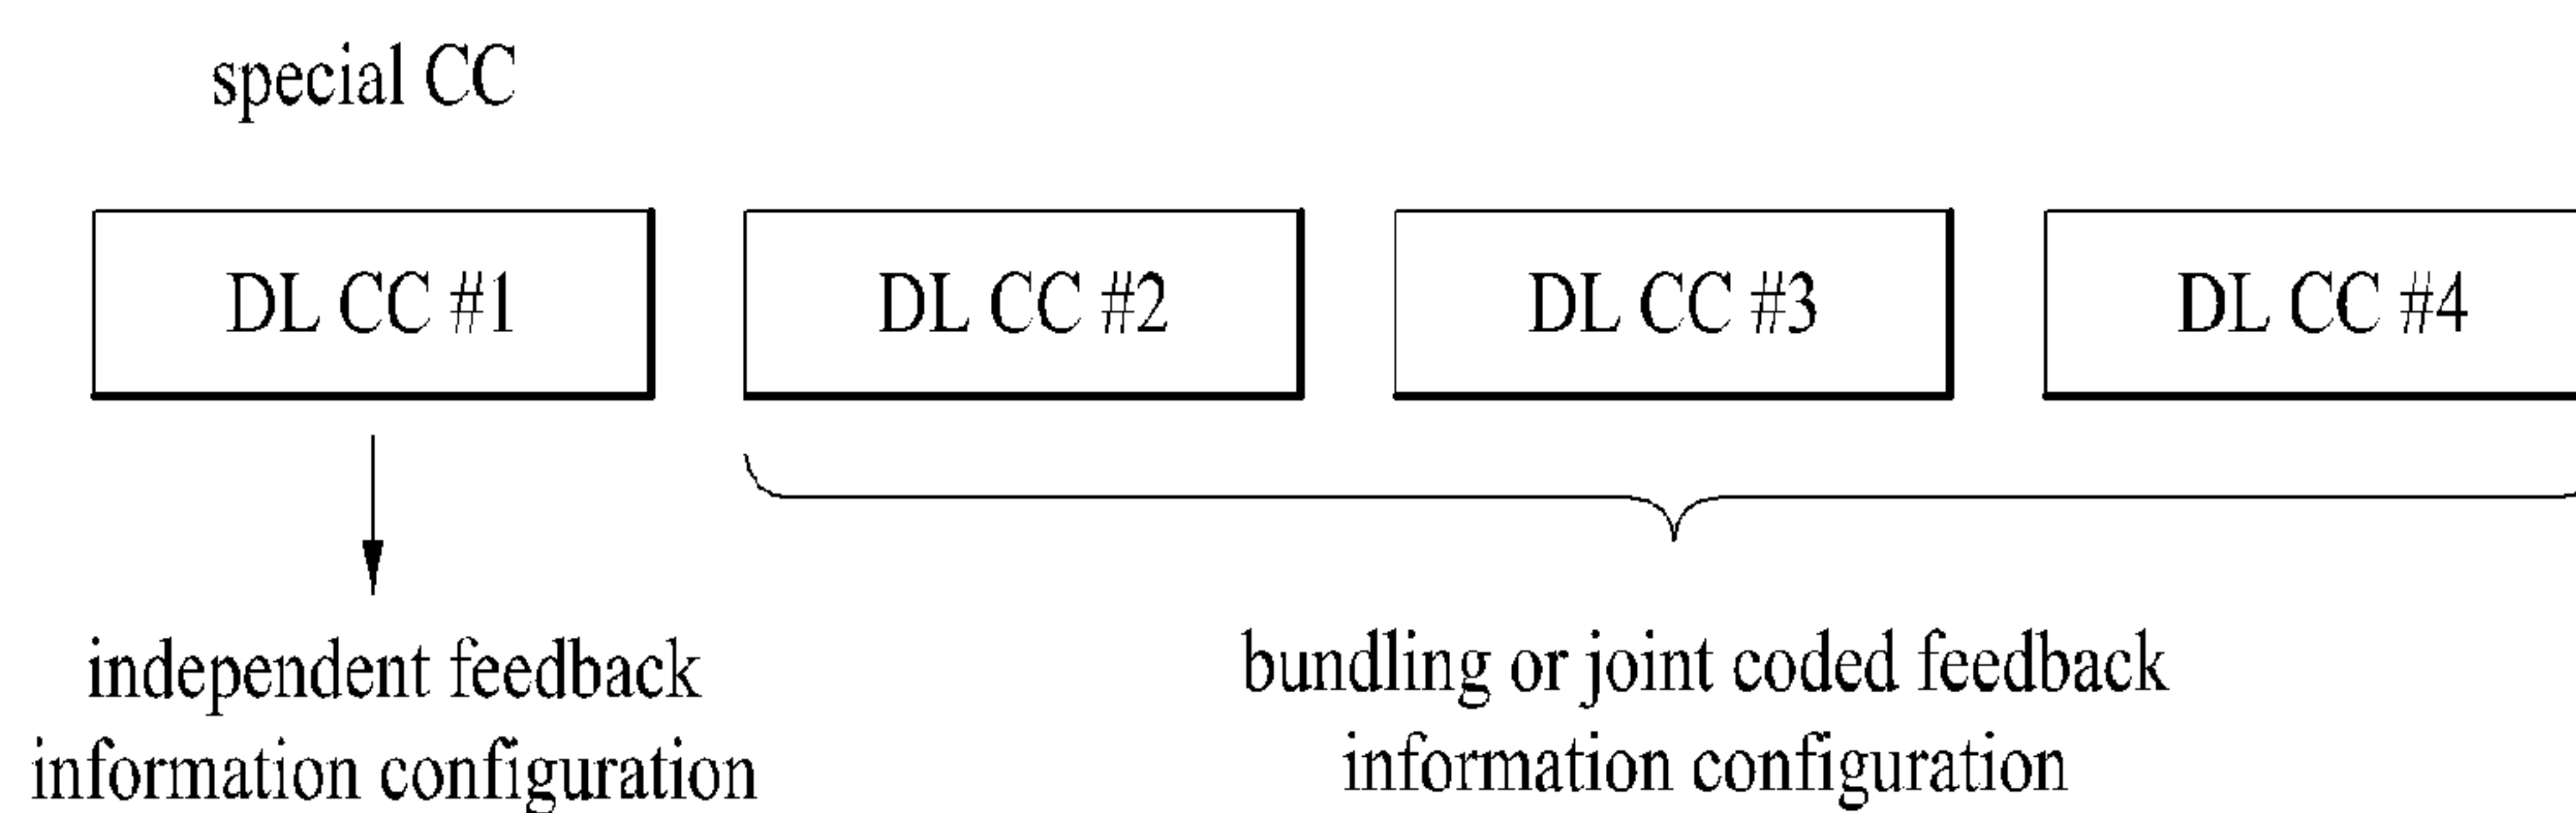 special CC
DL CC #1
DL CC #2
DL CC #3
DL CC #4
independent feedback
information configuration
bundling or joint coded feedback
information configuration